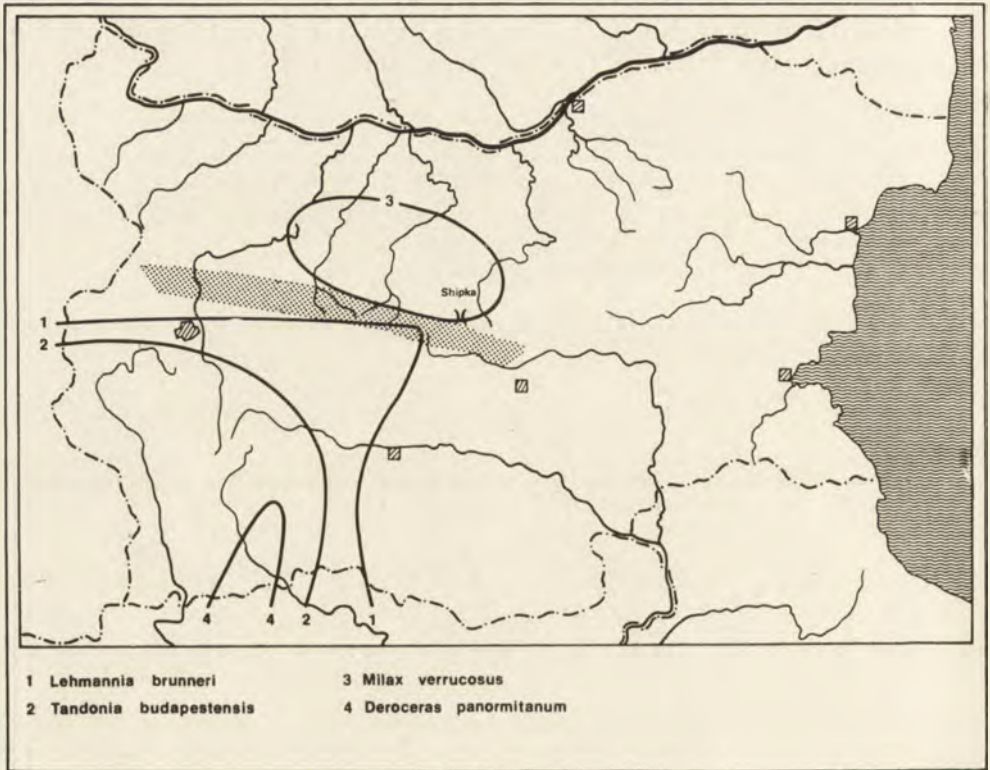 3
Shipka
1
2
4 4 2 1
1 Lehmannia brunneri 3 Milax verrucosus
2 Tandonia budapestensis 4 Deroceras panormitanum